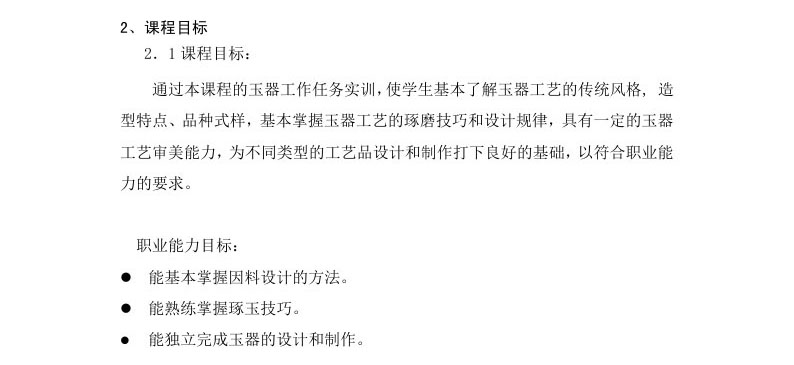 2、课程目标
2．1课程目标：
通过本课程的玉器工作任务实训，使学生基本了解玉器工艺的传统风格，造
型特点、品种式样，基本掌握玉器工艺的琢磨技巧和设计规律，具有一定的玉器
工艺审美能力，为不同类型的工艺品设计和制作打下良好的基础，以符合职业能
力的要求。
职业能力目标：
● 能基本掌握因料设计的方法。
● 能熟练掌握琢玉技巧。
● 能独立完成玉器的设计和制作。